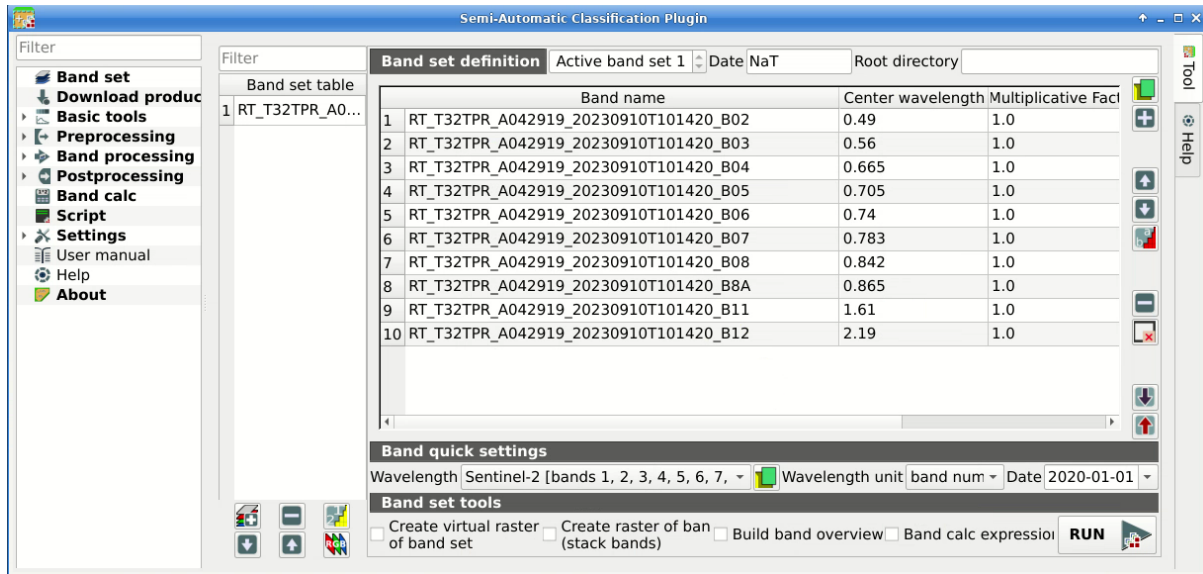 Semi-Automatic Classification Plugin
Filter
Band set
Download produc
Basic tools
Preprocessing
Band processing
Postprocessing
Band calc
Script
Settings
User manual
Help
About
Filter
Band set table
1 RT_T32TPR_A0...
Band set definition Active band set 1 Date NaT Root directory
Band name Center wavelength Multiplicative Fact
1 RT_T32TPR_A042919_20230910T101420_B02 0.49 1.0
2 RT_T32TPR_A042919_20230910T101420_B03 0.56 1.0
3 RT_T32TPR_A042919_20230910T101420_B04 0.665 1.0
4 RT_T32TPR_A042919_20230910T101420_B05 0.705 1.0
5 RT_T32TPR_A042919_20230910T101420_B06 0.74 1.0
6 RT_T32TPR_A042919_20230910T101420_B07 0.783 1.0
7 RT_T32TPR_A042919_20230910T101420_B08 0.842 1.0
8 RT_T32TPR_A042919_20230910T101420_B8A 0.865 1.0
9 RT_T32TPR_A042919_20230910T101420_B11 1.61 1.0
10 RT_T32TPR_A042919_20230910T101420_B12 2.19 1.0
Band quick settings
Wavelength Sentinel-2 [bands 1, 2, 3, 4, 5, 6, 7, Wavelength unit band num Date 2020-01-01
Band set tools
Create virtual raster
of band set
Create raster of ban
(stack bands)
Build band overview
Band calc expression
RUN
RGB
Tool
Help